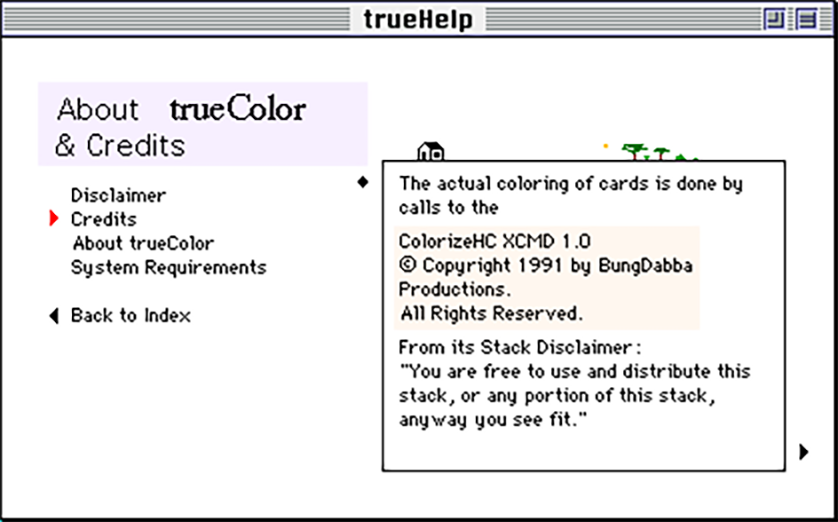 trueHelp
About trueColor
& Credits
Disclaimer
Credits
About trueColor
System Requirements
Back to Index
The actual coloring of cards is done by
calls to the
ColorizeHC XCMD 1.0
© Copyright 1991 by BungDabba
Productions.
All Rights Reserved.
From its Stack Disclaimer:
"You are free to use and distribute this
stack, or any portion of this stack,
anyway you see fit."